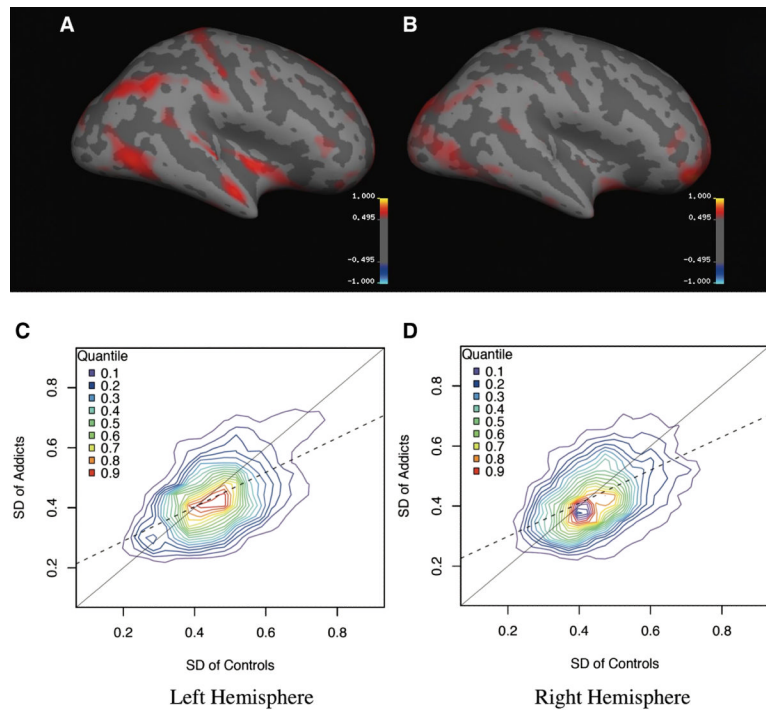 A
B
1.000
0.495
-0.495
-1.000
1.000
0.495
-0.495
-1.000
C
Quantile
0.1
0.2
0.3
0.4
0.5
0.6
0.7
0.8
0.9
SD of Addicts
0.8
0.6
0.4
0.2
0.2 0.4 0.6 0.8
SD of Controls
Left Hemisphere
D
Quantile
0.1
0.2
0.3
0.4
0.5
0.6
0.7
0.8
0.9
SD of Addicts
0.8
0.6
0.4
0.2
0.2 0.4 0.6 0.8
SD of Controls
Right Hemisphere